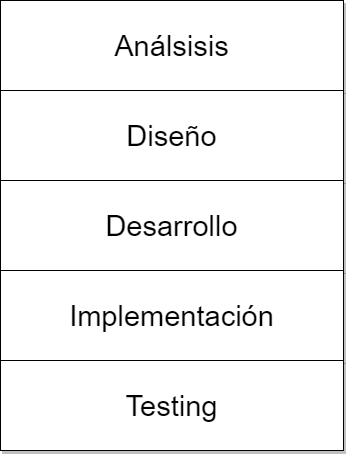 Análsisis
Diseño
Desarrollo
Implementación
Testing